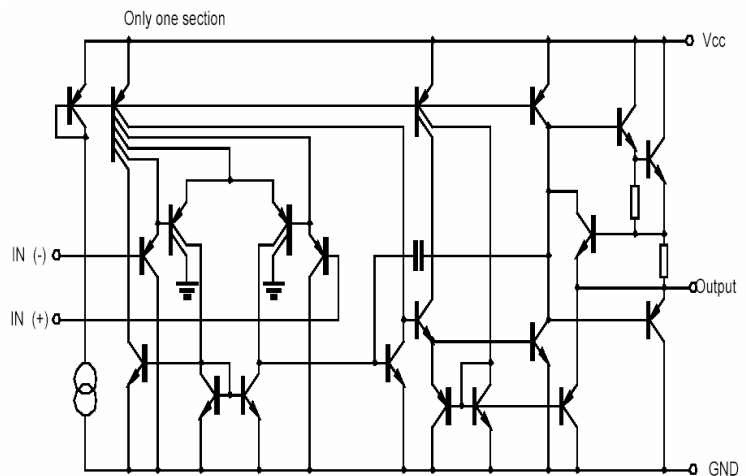 Only one section
Vcc
IN (-)
Output
IN (+)
GND